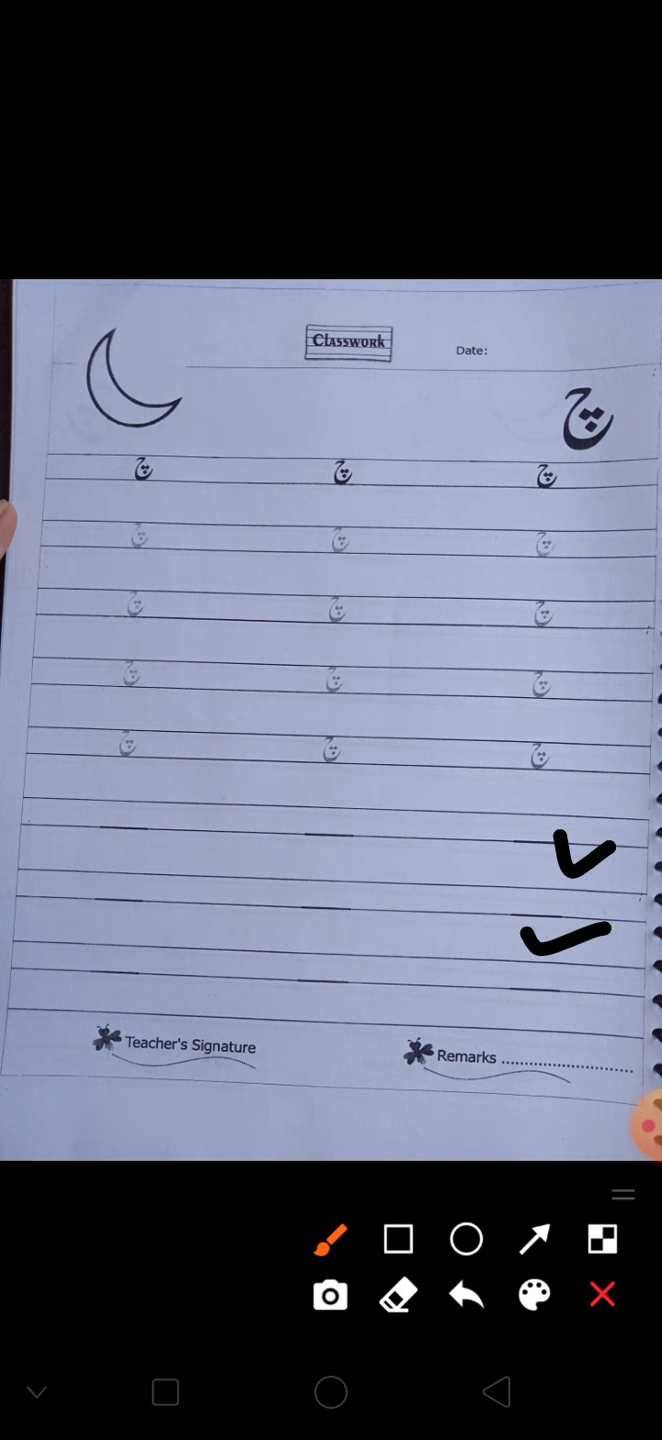 Classwork
Date:
چ
چ چ چ
چ چ چ
چ چ چ
چ چ چ
چ چ چ
Teacher's Signature
Remarks ........................